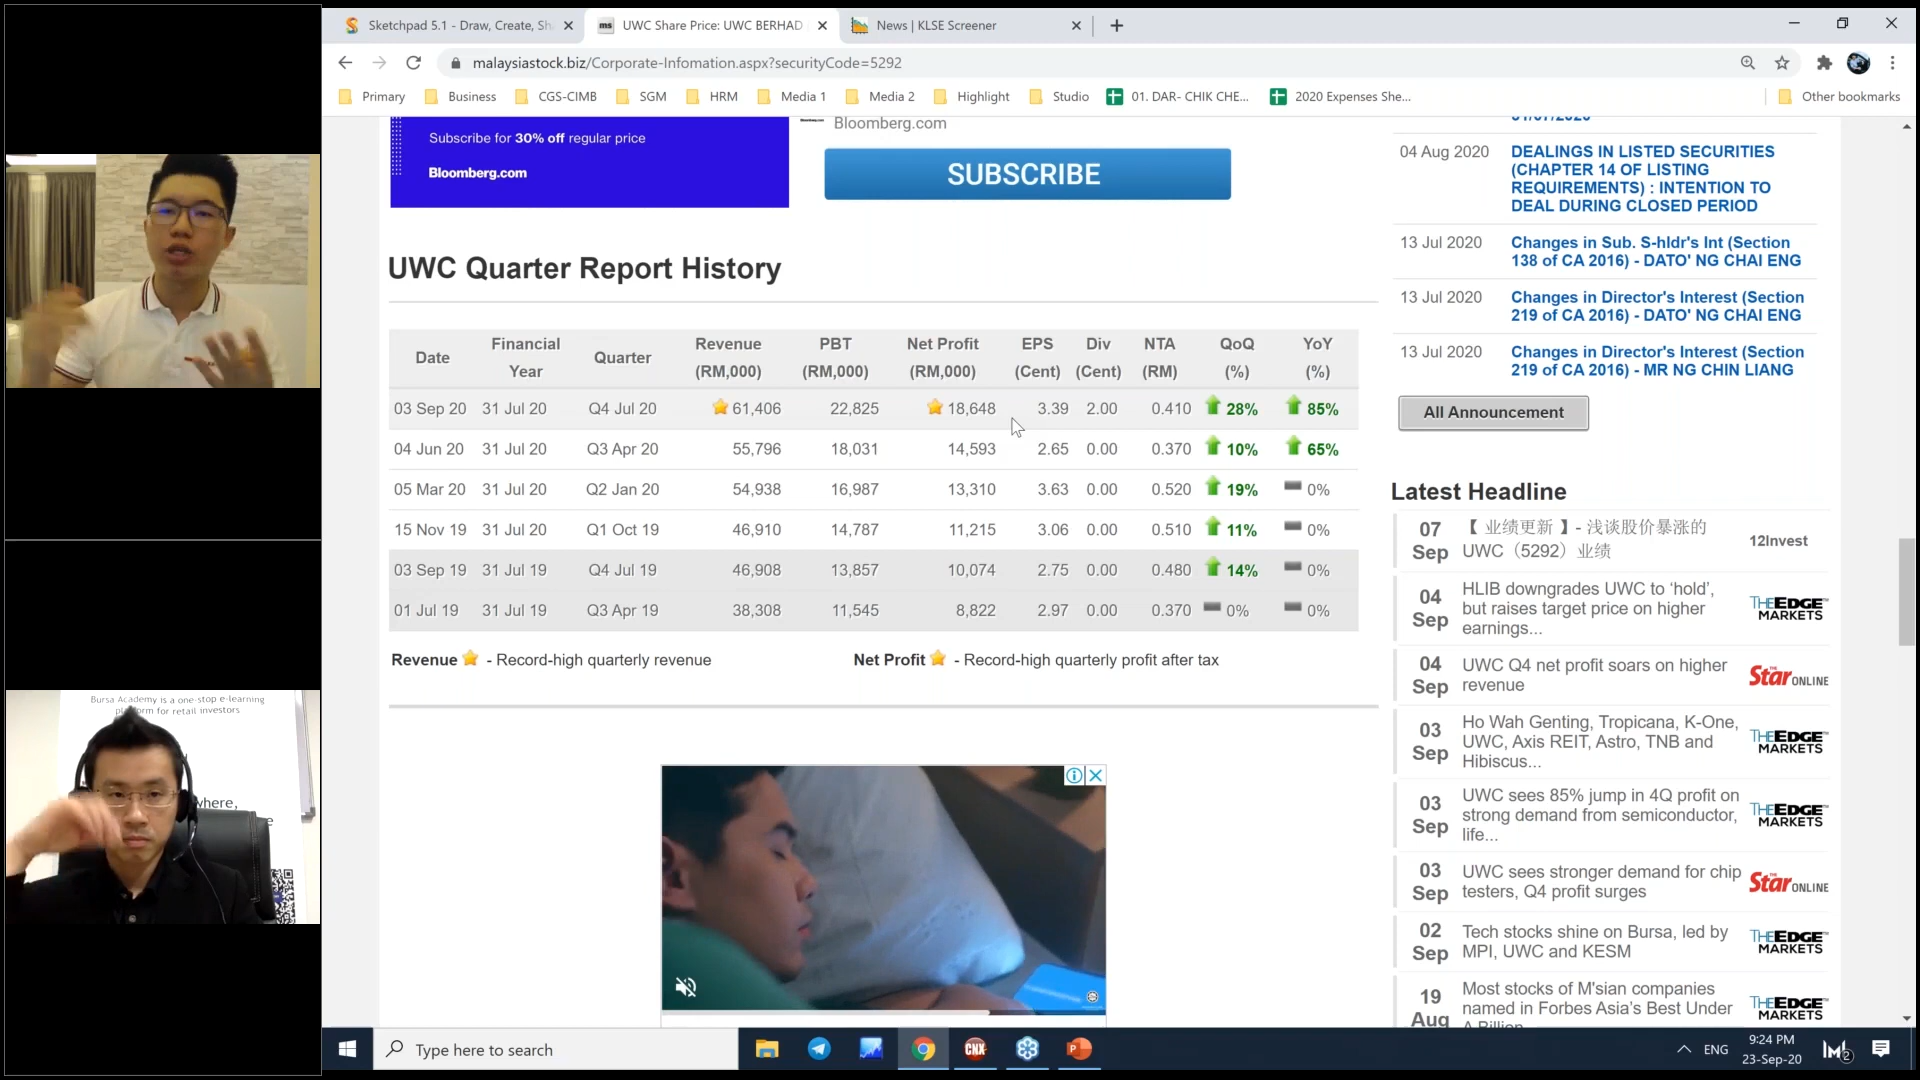 Sketchpad 5.1 - Draw, Create, Sh
UWC Share Price: UWC BERHAD
News | KLSE Screener
malaysiastock.biz/Corporate-Infomation.aspx?securityCode=5292
Primary Business CGS-CIMB SGM HRM Media 1 Media 2 Highlight Studio 01. DAR- CHIK CHE... 2020 Expenses She... Other bookmarks
Subscribe for 30% off regular price
Bloomberg.com
Bloomberg.com
SUBSCRIBE
UWC Quarter Report History
Date Financial Year Quarter Revenue (RM,000) PBT (RM,000) Net Profit (RM,000) EPS (Cent) Div (Cent) NTA (RM) QoQ (%) YoY (%)
03 Sep 20 31 Jul 20 Q4 Jul 20 61,406 22,825 18,648 3.39 2.00 0.410 28% 85%
04 Jun 20 31 Jul 20 Q3 Apr 20 55,796 18,031 14,593 2.65 0.00 0.370 10% 65%
05 Mar 20 31 Jul 20 Q2 Jan 20 54,938 16,987 13,310 3.63 0.00 0.520 19% 0%
15 Nov 19 31 Jul 20 Q1 Oct 19 46,910 14,787 11,215 3.06 0.00 0.510 11% 0%
03 Sep 19 31 Jul 19 Q4 Jul 19 46,908 13,857 10,074 2.75 0.00 0.480 14% 0%
01 Jul 19 31 Jul 19 Q3 Apr 19 38,308 11,545 8,822 2.97 0.00 0.370 0% 0%
Revenue - Record-high quarterly revenue
Net Profit - Record-high quarterly profit after tax
04 Aug 2020 DEALINGS IN LISTED SECURITIES
(CHAPTER 14 OF LISTING
REQUIREMENTS) : INTENTION TO
DEAL DURING CLOSED PERIOD
13 Jul 2020 Changes in Sub. S-hldr's Int (Section
138 of CA 2016) - DATO' NG CHAI ENG
13 Jul 2020 Changes in Director's Interest (Section
219 of CA 2016) - DATO' NG CHAI ENG
13 Jul 2020 Changes in Director's Interest (Section
219 of CA 2016) - MR NG CHIN LIANG
All Announcement
Latest Headline
07 Sep 【 业绩更新 】- 浅谈股价暴涨的
UWC（5292）业绩
12Invest
04 Sep HLIB downgrades UWC to ‘hold’,
but raises target price on higher
earnings...
THE EDGE MARKETS
04 Sep UWC Q4 net profit soars on higher
revenue
THE Star ONLINE
03 Sep Ho Wah Genting, Tropicana, K-One,
UWC, Axis REIT, Astro, TNB and
Hibiscus...
THE EDGE MARKETS
03 Sep UWC sees 85% jump in 4Q profit on
strong demand from semiconductor,
life...
THE EDGE MARKETS
03 Sep UWC sees stronger demand for chip
testers, Q4 profit surges
THE Star ONLINE
02 Sep Tech stocks shine on Bursa, led by
MPI, UWC and KESM
THE EDGE MARKETS
19 Aug Most stocks of M'sian companies
named in Forbes Asia’s Best Under
A Billion
THE EDGE MARKETS
Bursa Academy is a one-stop e-learning
platform for retail investors
where,
Type here to search
CNX
ENG
9:24 PM
23-Sep-20
2